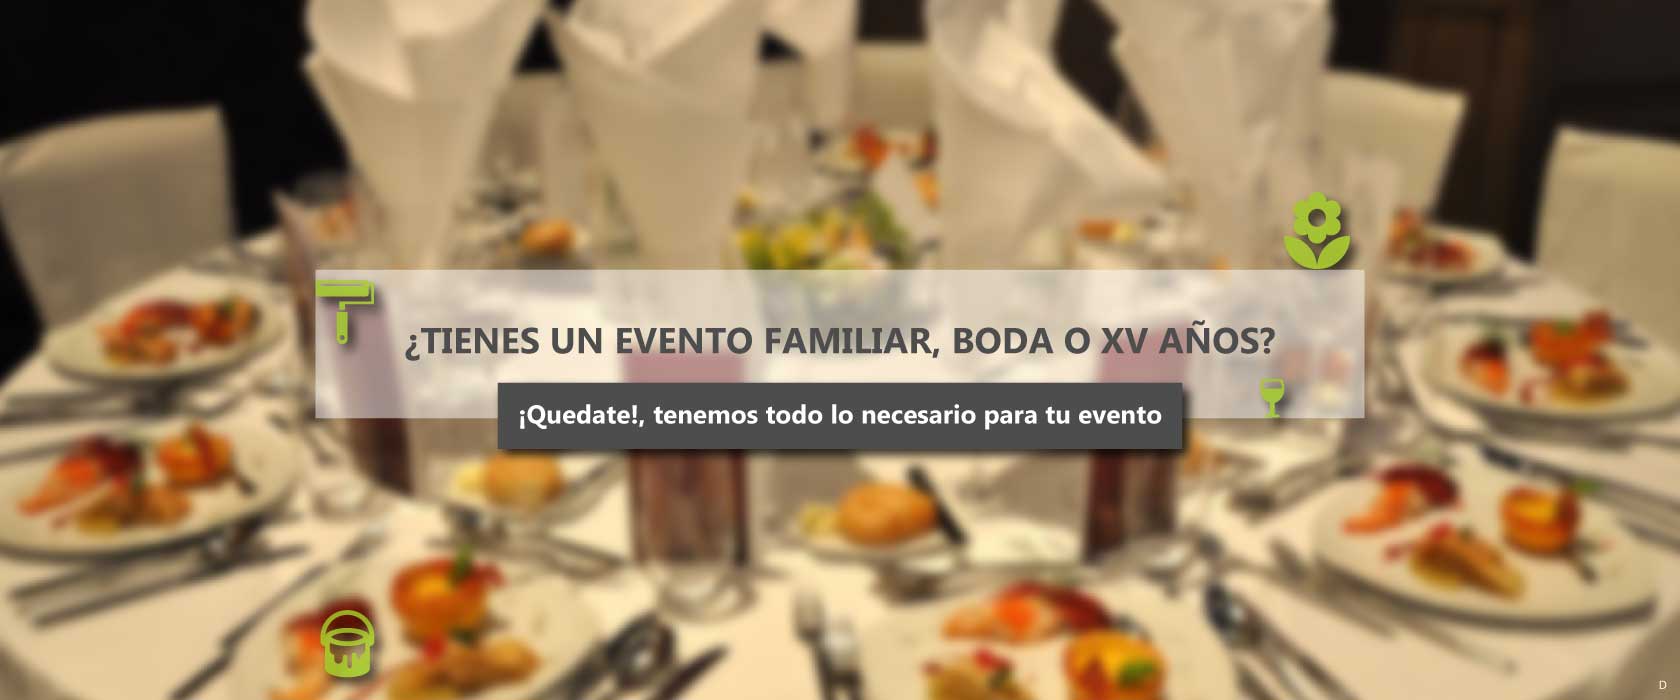 ¿TIENES UN EVENTO FAMILIAR, BODA O XV AÑOS?
¡Quedate!, tenemos todo lo necesario para tu evento
D